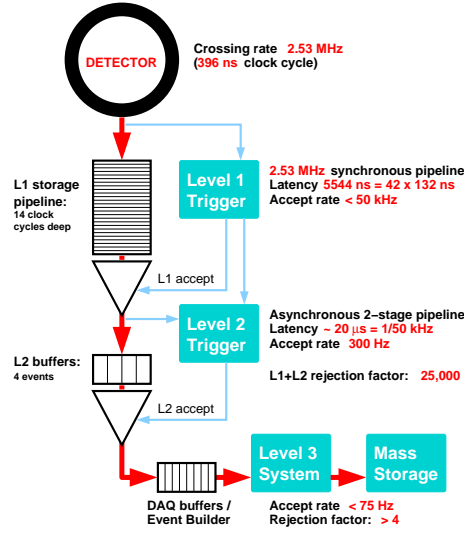 DETECTOR
Crossing rate 2.53 MHz
(396 ns clock cycle)
L1 storage
pipeline:
14 clock
cycles deep
Level 1
Trigger
2.53 MHz synchronous pipeline
Latency 5544 ns = 42 x 132 ns
Accept rate < 50 kHz
L1 accept
Level 2
Trigger
Asynchronous 2−stage pipeline
Latency ~ 20 μs = 1/50 kHz
Accept rate 300 Hz
L2 buffers:
4 events
L1+L2 rejection factor: 25,000
L2 accept
Level 3
System
Mass
Storage
DAQ buffers /
Event Builder
Accept rate < 75 Hz
Rejection factor: > 4